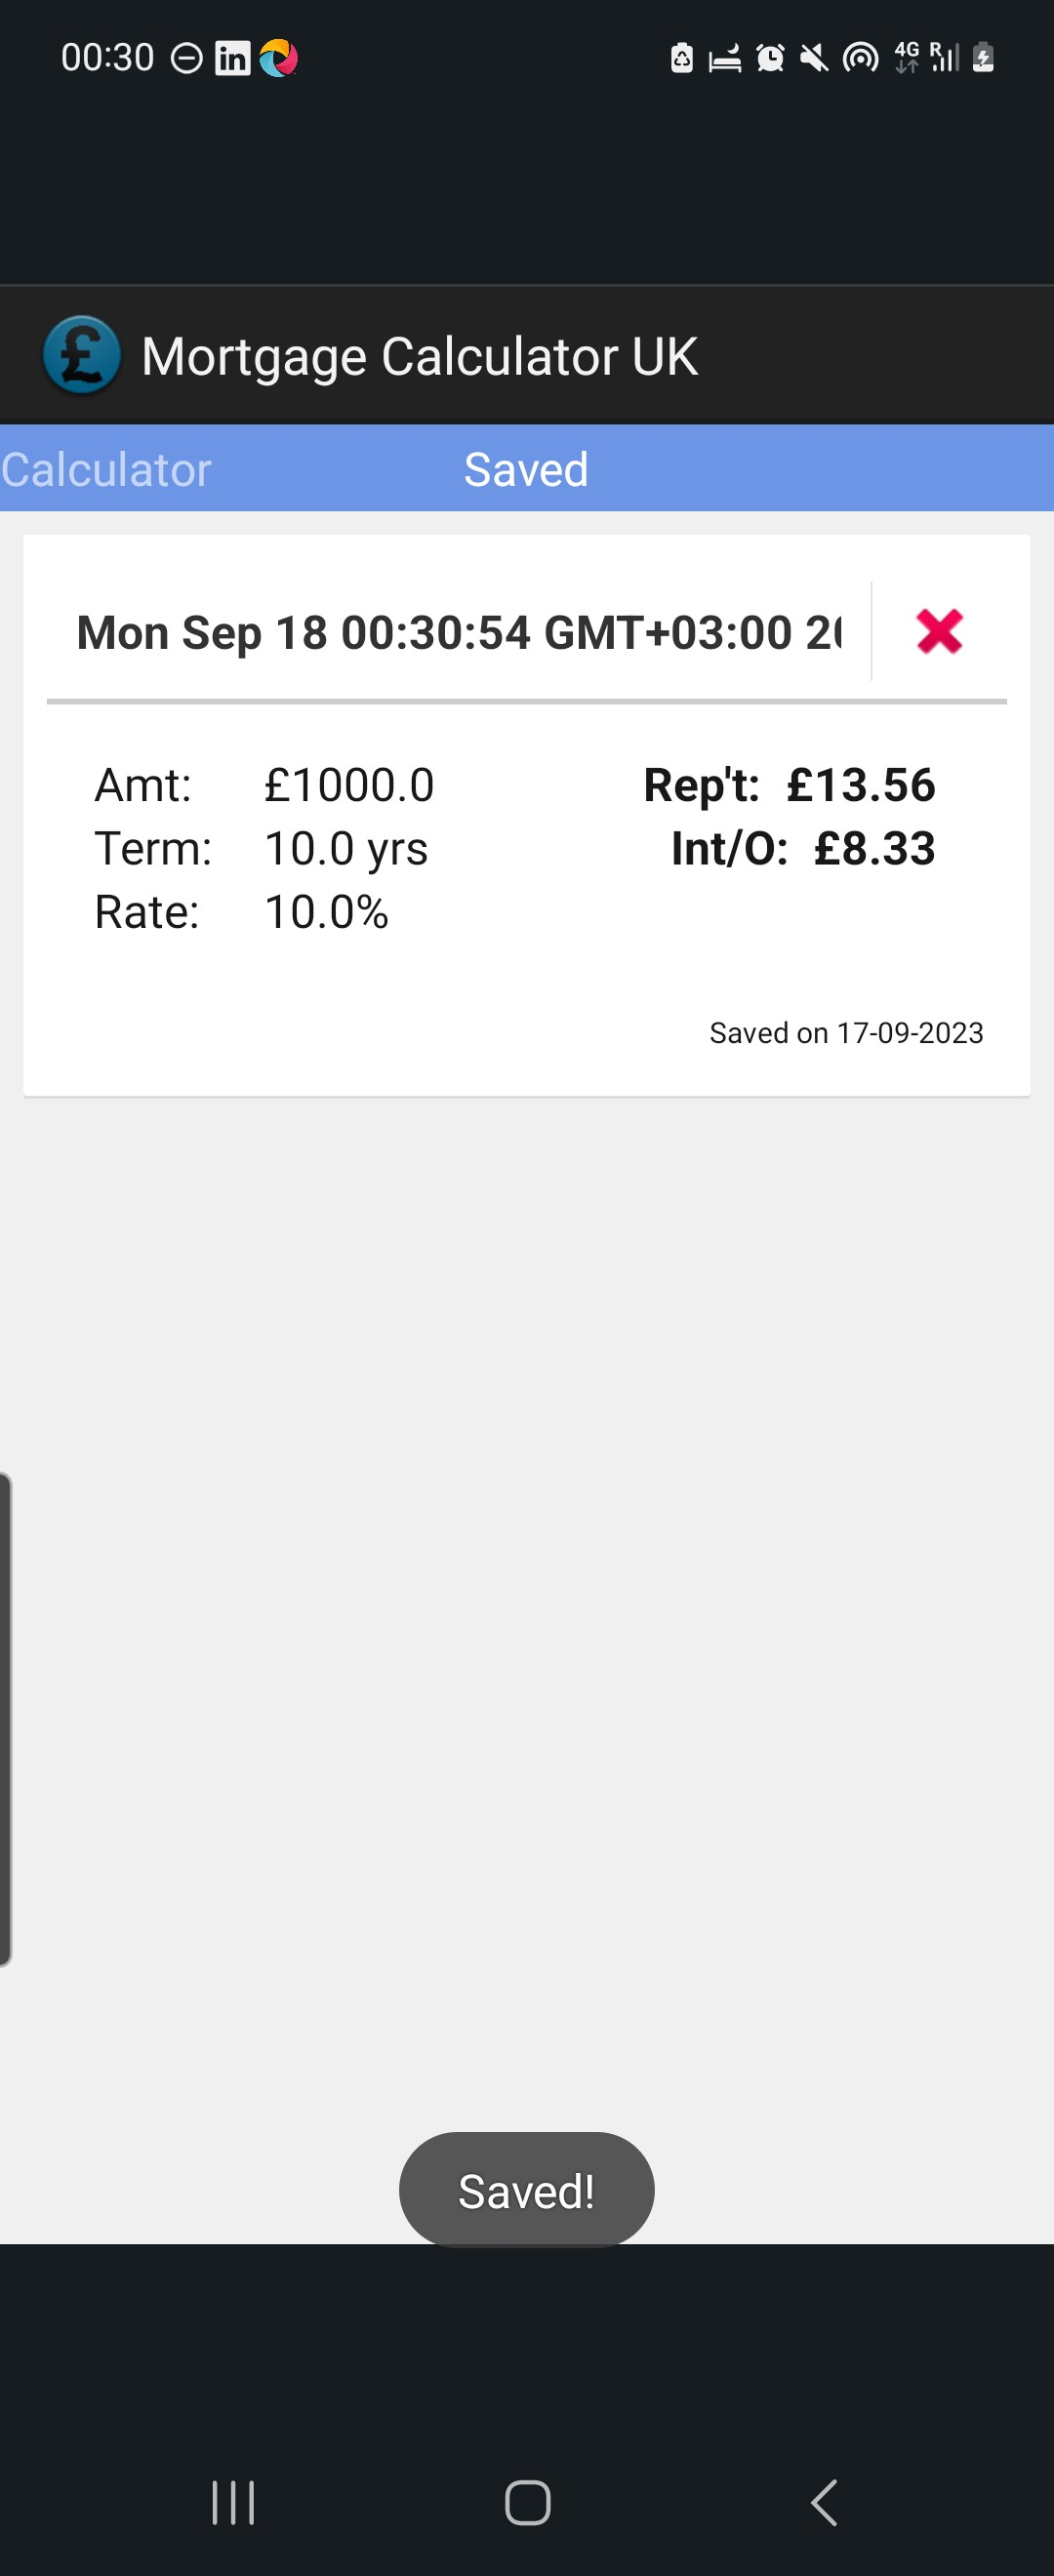 00:30 in 4G R
£ Mortgage Calculator UK
Calculator Saved
Mon Sep 18 00:30:54 GMT+03:00
Amt: £1000.0 Rep't: £13.56
Term: 10.0 yrs Int/O: £8.33
Rate: 10.0%
Saved on 17-09-2023
Saved!